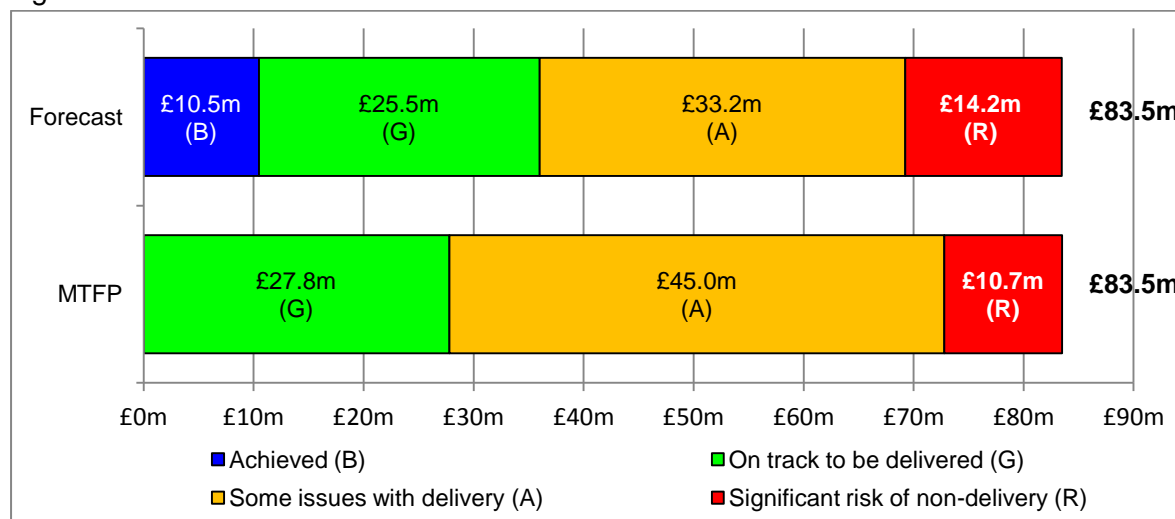 Forecast
£10.5m
(B)
£25.5m
(G)
£33.2m
(A)
£14.2m
(R)
£83.5m
MTFP
£27.8m
(G)
£45.0m
(A)
£10.7m
(R)
£83.5m
£0m £10m £20m £30m £40m £50m £60m £70m £80m £90m
Achieved (B) On track to be delivered (G)
Some issues with delivery (A) Significant risk of non-delivery (R)